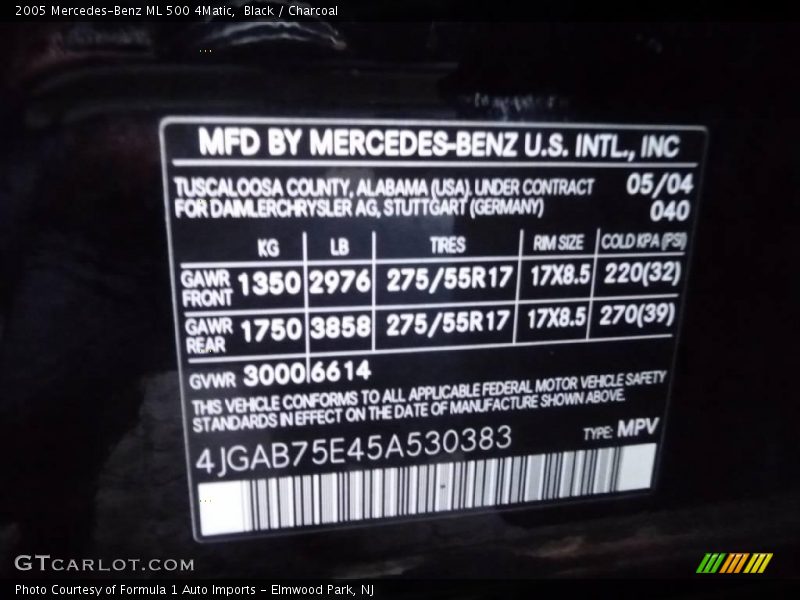 2005 Mercedes-Benz ML 500 4Matic, Black / Charcoal
MFD BY MERCEDES-BENZ U.S. INTL., INC
TUSCALOOSA COUNTY, ALABAMA (USA). UNDER CONTRACT 05/04
FOR DAIMLERCHRYSLER AG, STUTTGART (GERMANY) 040
KG LB TIRES RIM SIZE COLD KPA (PSI)
GAWR FRONT 1350 2976 275/55R17 17X8.5 220(32)
GAWR REAR 1750 3858 275/55R17 17X8.5 270(39)
GVWR 3000 6614
THIS VEHICLE CONFORMS TO ALL APPLICABLE FEDERAL MOTOR VEHICLE SAFETY
STANDARDS IN EFFECT ON THE DATE OF MANUFACTURE SHOWN ABOVE.
4JGAB75E45A530383 TYPE: MPV
GTCARLOT.COM
Photo Courtesy of Formula 1 Auto Imports - Elmwood Park, NJ